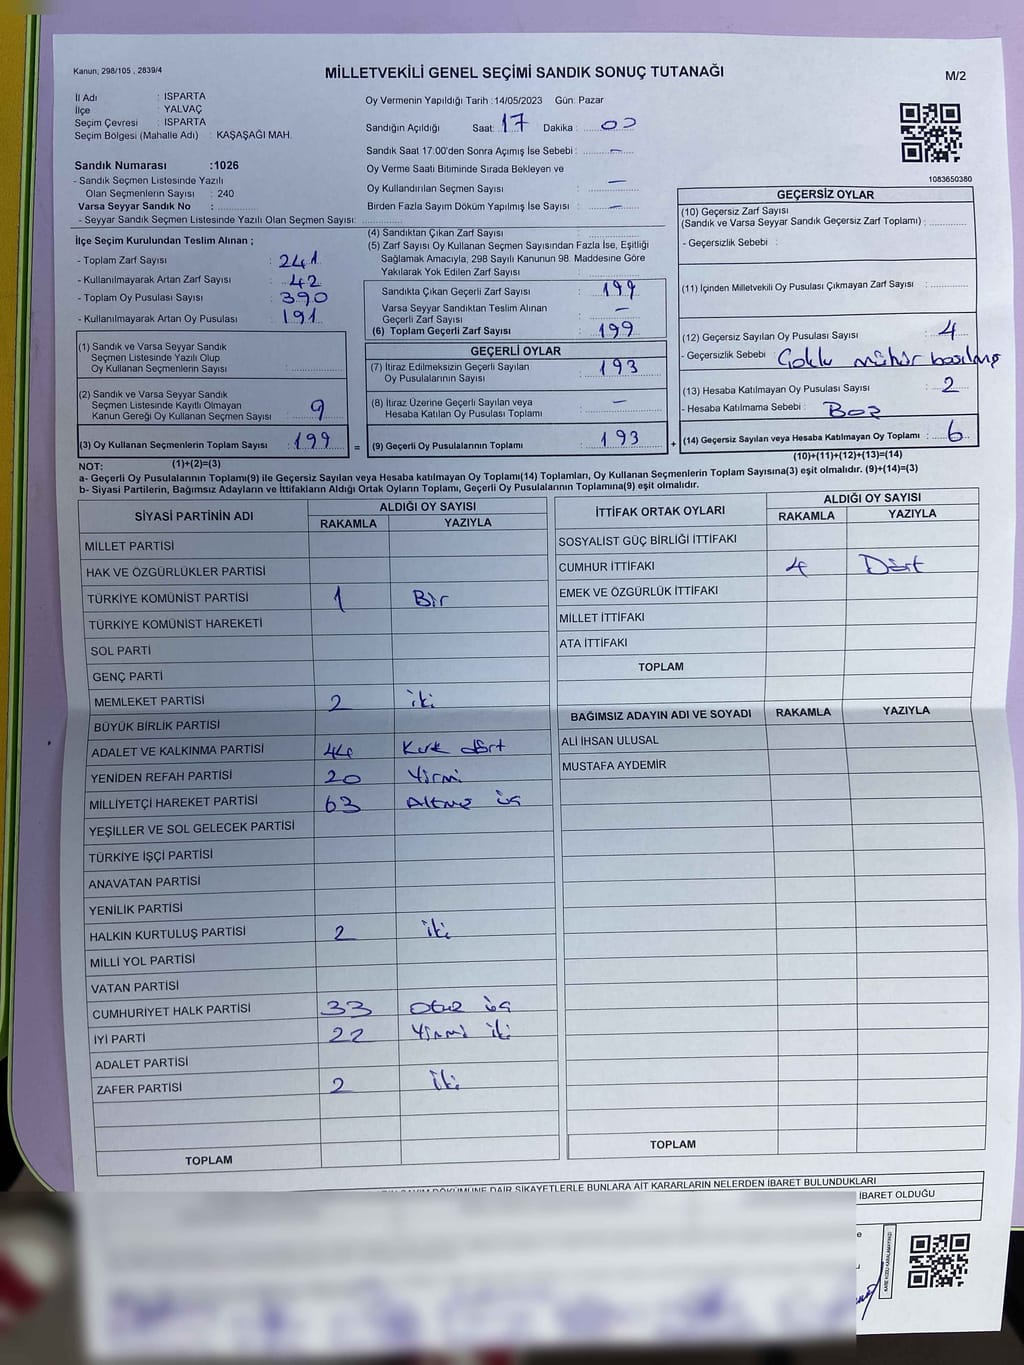 Kanun, 298/105 , 2839/4
MİLLETVEKİLİ GENEL SEÇİMİ SANDIK SONUÇ TUTANAĞI
M/2
İl Adı : ISPARTA
İlçe : YALVAÇ
Seçim Çevresi : ISPARTA
Seçim Bölgesi (Mahalle Adı) : KAŞAŞAĞI MAH.
Sandık Numarası :1026
- Sandık Seçmen Listesinde Yazılı
Olan Seçmenlerin Sayısı : 240
Varsa Seyyar Sandık No :
- Seyyar Sandık Seçmen Listesinde Yazılı Olan Seçmen Sayısı:
Oy Vermenin Yapıldığı Tarih :14/05/2023 Gün: Pazar
Sandığın Açıldığı Saat: 17 Dakika : 00
Sandık Saat 17:00'den Sonra Açımış İse Sebebi : —
Oy Verme Saati Bitiminde Sırada Bekleyen ve
Oy Kullandırılan Seçmen Sayısı : —
Birden Fazla Sayım Döküm Yapılmış İse Sayısı : —
1083650380
İlçe Seçim Kurulundan Teslim Alınan ;
- Toplam Zarf Sayısı : 241
- Kullanılmayarak Artan Zarf Sayısı : 42
- Toplam Oy Pusulası Sayısı : 390
- Kullanılmayarak Artan Oy Pusulası : 191
(1) Sandık ve Varsa Seyyar Sandık
Seçmen Listesinde Yazılı Olup
Oy Kullanan Seçmenlerin Sayısı :
(2) Sandık ve Varsa Seyyar Sandık
Seçmen Listesinde Kayıtlı Olmayan
Kanun Gereği Oy Kullanan Seçmen Sayısı : 9
(3) Oy Kullanan Seçmenlerin Toplam Sayısı : 199
(4) Sandıktan Çıkan Zarf Sayısı :
(5) Zarf Sayısı Oy Kullanan Seçmen Sayısından Fazla İse, Eşitliği
Sağlamak Amacıyla, 298 Sayılı Kanunun 98. Maddesine Göre
Yakılarak Yok Edilen Zarf Sayısı :
Sandıkta Çıkan Geçerli Zarf Sayısı : 199
Varsa Seyyar Sandıktan Teslim Alınan
Geçerli Zarf Sayısı : —
(6) Toplam Geçerli Zarf Sayısı : 199
GEÇERLİ OYLAR
(7) İtiraz Edilmeksizin Geçerli Sayılan
Oy Pusulalarının Sayısı : 193
(8) İtiraz Üzerine Geçerli Sayılan veya
Hesaba Katılan Oy Pusulası Toplamı : —
= (9) Geçerli Oy Pusulalarının Toplamı : 193
GEÇERSİZ OYLAR
(10) Geçersiz Zarf Sayısı
(Sandık ve Varsa Seyyar Sandık Geçersiz Zarf Toplamı) :
- Geçersizlik Sebebi :
(11) İçinden Milletvekili Oy Pusulası Çıkmayan Zarf Sayısı :
(12) Geçersiz Sayılan Oy Pusulası Sayısı : 4
- Geçersizlik Sebebi : Çoklu mühür basılmış
(13) Hesaba Katılmayan Oy Pusulası Sayısı : 2
- Hesaba Katılmama Sebebi : Boş
+ (14) Geçersiz Sayılan veya Hesaba Katılmayan Oy Toplamı : 6
(10)+(11)+(12)+(13)=(14)
NOT: (1)+(2)=(3)
a- Geçerli Oy Pusulalarının Toplamı(9) ile Geçersiz Sayılan veya Hesaba katılmayan Oy Toplamı(14) Toplamları, Oy Kullanan Seçmenlerin Toplam Sayısına(3) eşit olmalıdır. (9)+(14)=(3)
b- Siyasi Partilerin, Bağımsız Adayların ve İttifakların Aldığı Ortak Oyların Toplamı, Geçerli Oy Pusulalarının Toplamına(9) eşit olmalıdır.
SİYASİ PARTİNİN ADI ALDIĞI OY SAYISI
RAKAMLA YAZIYLA
MİLLET PARTİSİ
HAK VE ÖZGÜRLÜKLER PARTİSİ
TÜRKİYE KOMÜNİST PARTİSİ 1 Bir
TÜRKİYE KOMÜNİST HAREKETİ
SOL PARTİ
GENÇ PARTİ
MEMLEKET PARTİSİ 2 iki
BÜYÜK BİRLİK PARTİSİ
ADALET VE KALKINMA PARTİSİ 44 Kırk dört
YENİDEN REFAH PARTİSİ 20 Yirmi
MİLLİYETÇİ HAREKET PARTİSİ 63 Altmış üç
YEŞİLLER VE SOL GELECEK PARTİSİ
TÜRKİYE İŞÇİ PARTİSİ
ANAVATAN PARTİSİ
YENİLİK PARTİSİ
HALKIN KURTULUŞ PARTİSİ 2 iki
MİLLİ YOL PARTİSİ
VATAN PARTİSİ
CUMHURİYET HALK PARTİSİ 33 Otuz üç
İYİ PARTİ 22 Yirmi iki
ADALET PARTİSİ
ZAFER PARTİSİ 2 İki
TOPLAM
İTTİFAK ORTAK OYLARI ALDIĞI OY SAYISI
RAKAMLA YAZIYLA
SOSYALIST GÜÇ BİRLİĞİ İTTİFAKI
CUMHUR İTTİFAKI 4 Dört
EMEK VE ÖZGÜRLÜK İTTİFAKI
MİLLET İTTİFAKI
ATA İTTİFAKI
TOPLAM
BAĞIMSIZ ADAYIN ADI VE SOYADI RAKAMLA YAZIYLA
ALİ İHSAN ULUSAL
MUSTAFA AYDEMİR
TOPLAM
DÖKÜMÜNE DAİR ŞİKAYETLERLE BUNLARA AİT KARARLARIN NELERDEN İBARET BULUNDUKLARI
İBARET OLDUĞU